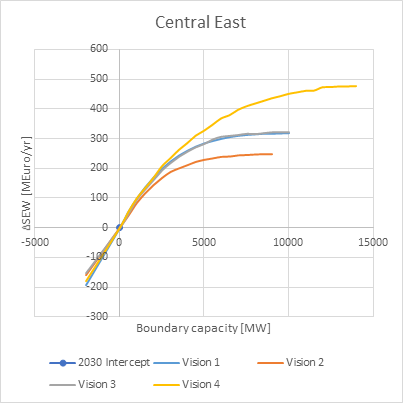 Central East
600
500
400
300
200
100
0
-5000 0 5000 10000 15000
-100
-200
-300
ΔSEW [MEuro/yr]
Boundary capacity [MW]
2030 Intercept Vision 1 Vision 2
Vision 3 Vision 4